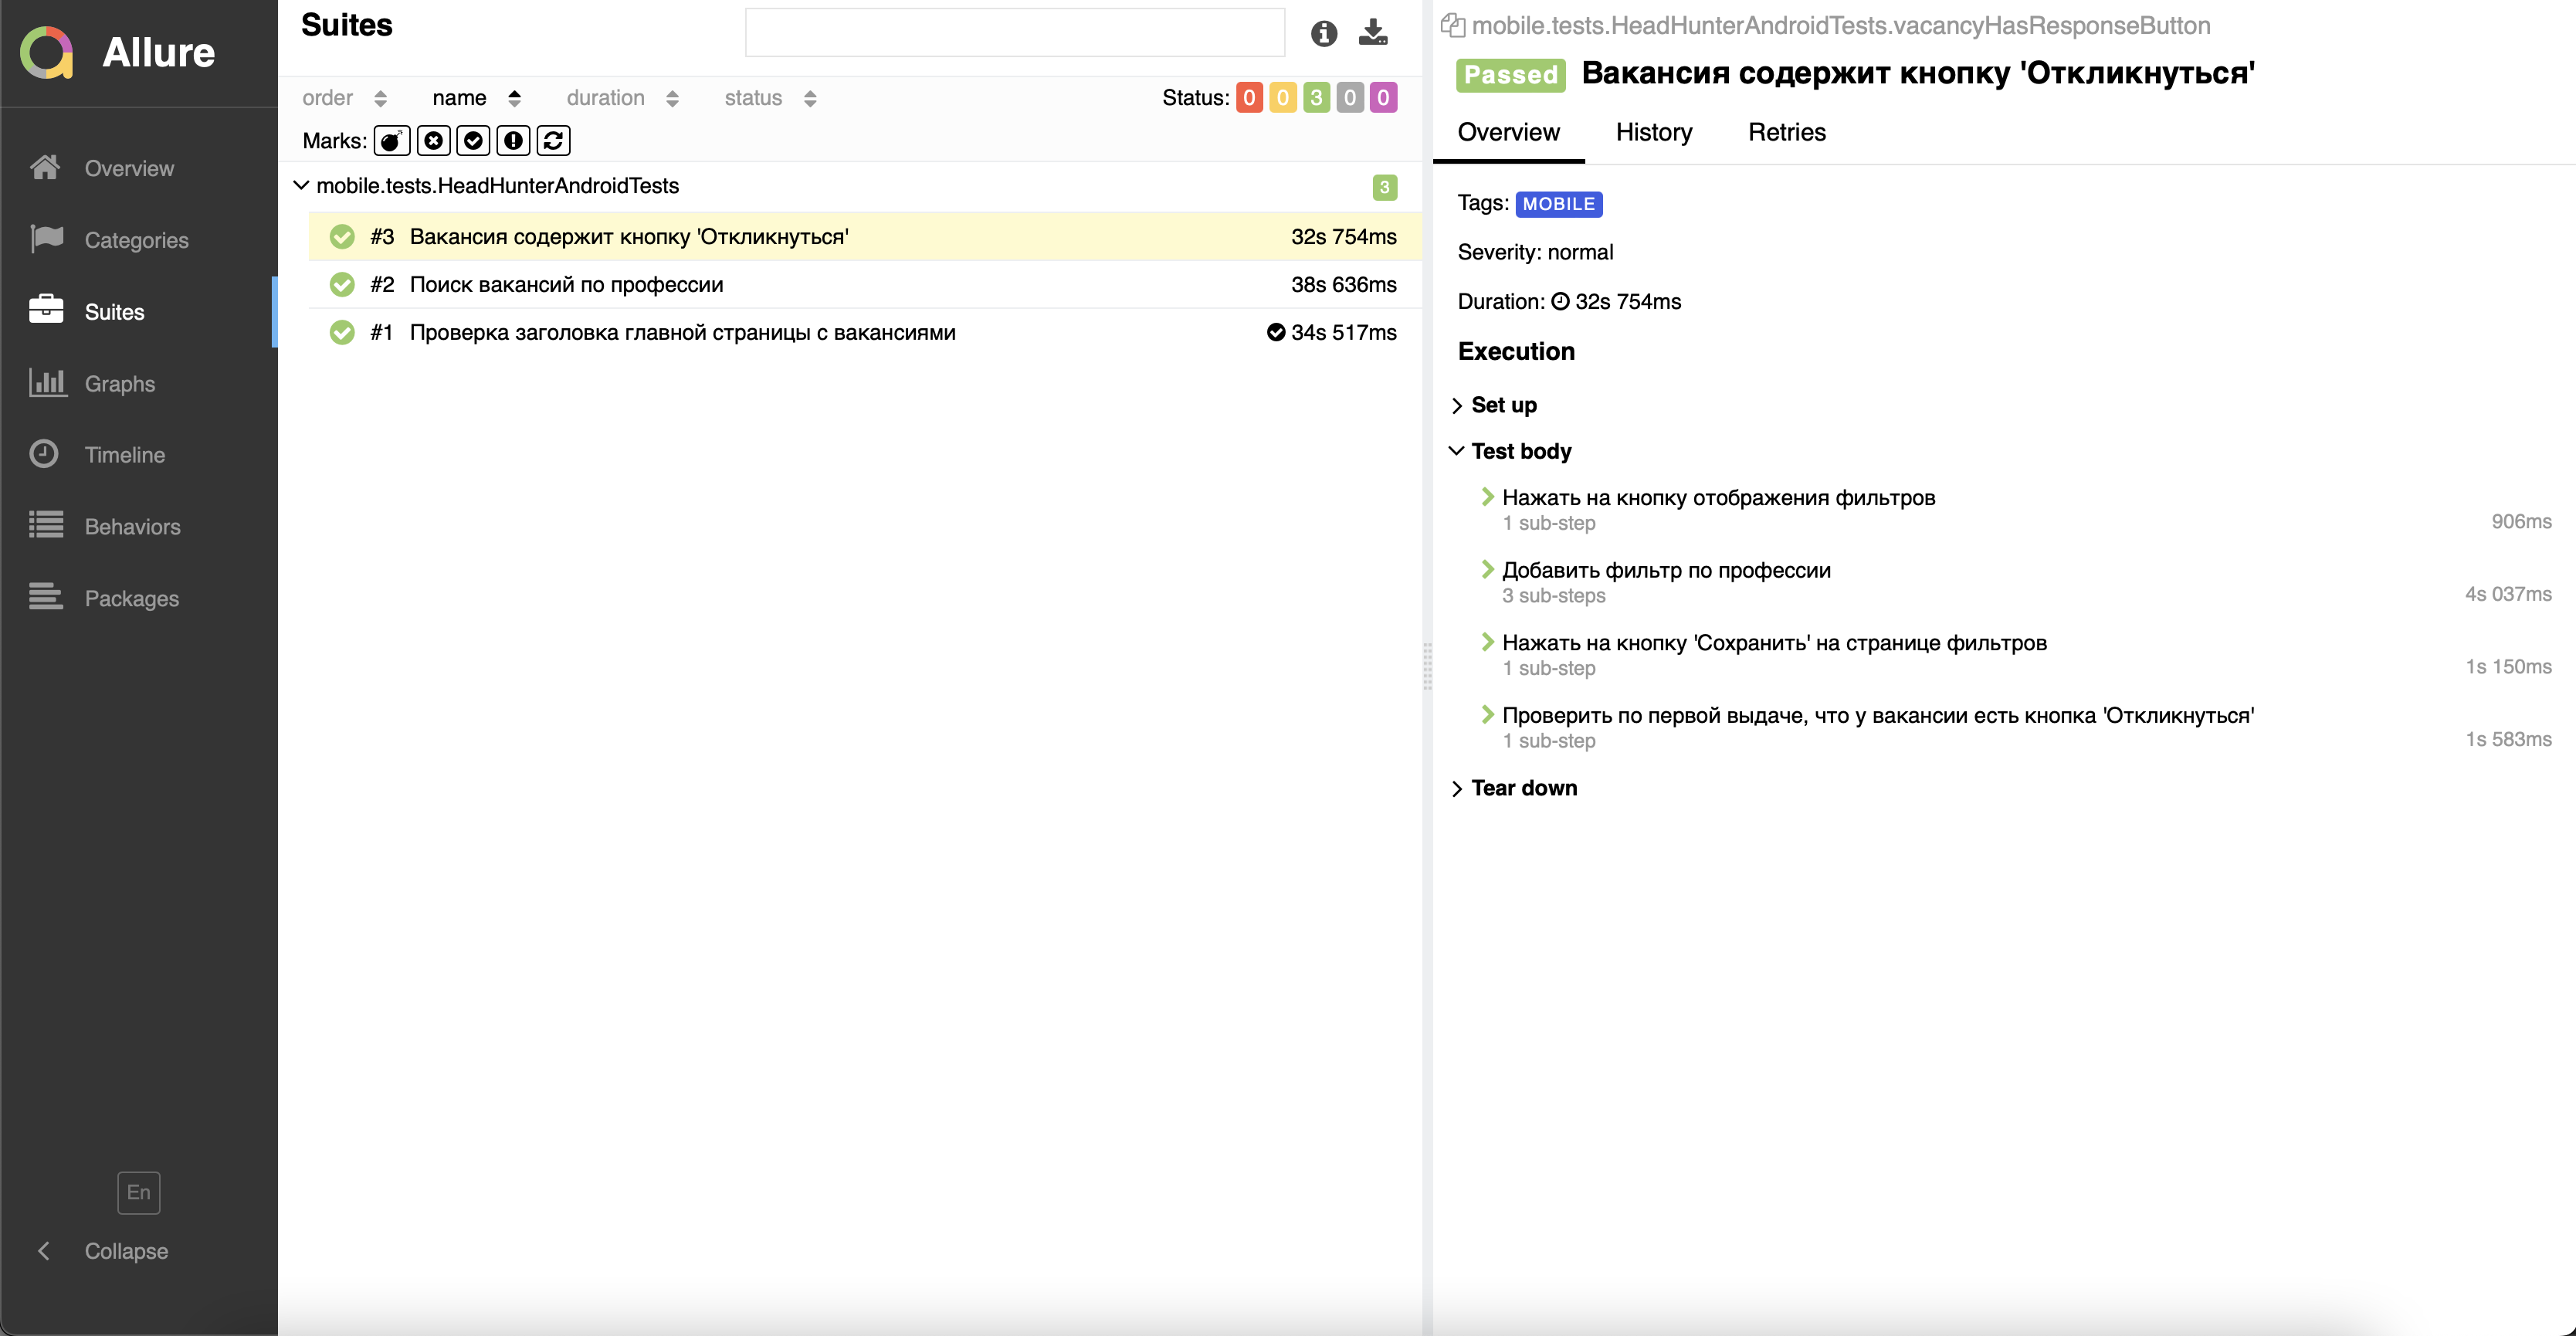 Allure
Overview
Categories
Suites
Graphs
Timeline
Behaviors
Packages
En
Collapse
Suites
order name duration status
Status: 0 0 3 0 0
Marks:
mobile.tests.HeadHunterAndroidTests 3
#3 Вакансия содержит кнопку 'Откликнуться' 32s 754ms
#2 Поиск вакансий по профессии 38s 636ms
#1 Проверка заголовка главной страницы с вакансиями 34s 517ms
mobile.tests.HeadHunterAndroidTests.vacancyHasResponseButton
Passed Вакансия содержит кнопку 'Откликнуться'
Overview History Retries
Tags: MOBILE
Severity: normal
Duration: 32s 754ms
Execution
Set up
Test body
Нажать на кнопку отображения фильтров
1 sub-step 906ms
Добавить фильтр по профессии
3 sub-steps 4s 037ms
Нажать на кнопку 'Сохранить' на странице фильтров
1 sub-step 1s 150ms
Проверить по первой выдаче, что у вакансии есть кнопка 'Откликнуться'
1 sub-step 1s 583ms
Tear down